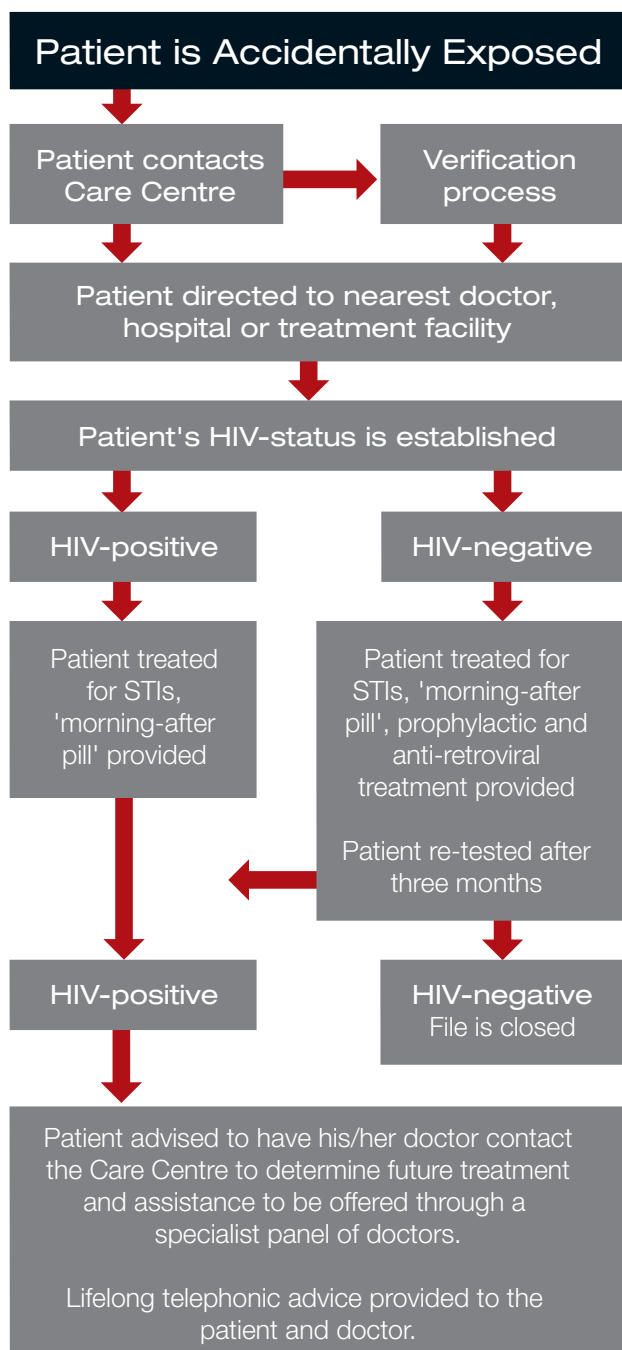 Patient is Accidentally Exposed
Patient contacts
Care Centre
Verification
process
Patient directed to nearest doctor,
hospital or treatment facility
Patient's HIV-status is established
HIV-positive
HIV-negative
Patient treated
for STIs,
'morning-after
pill' provided
Patient treated for
STIs, 'morning-after
pill', prophylactic and
anti-retroviral
treatment provided
Patient re-tested after
three months
HIV-positive
HIV-negative
File is closed
Patient advised to have his/her doctor contact
the Care Centre to determine future treatment
and assistance to be offered through a
specialist panel of doctors.
Lifelong telephonic advice provided to the
patient and doctor.